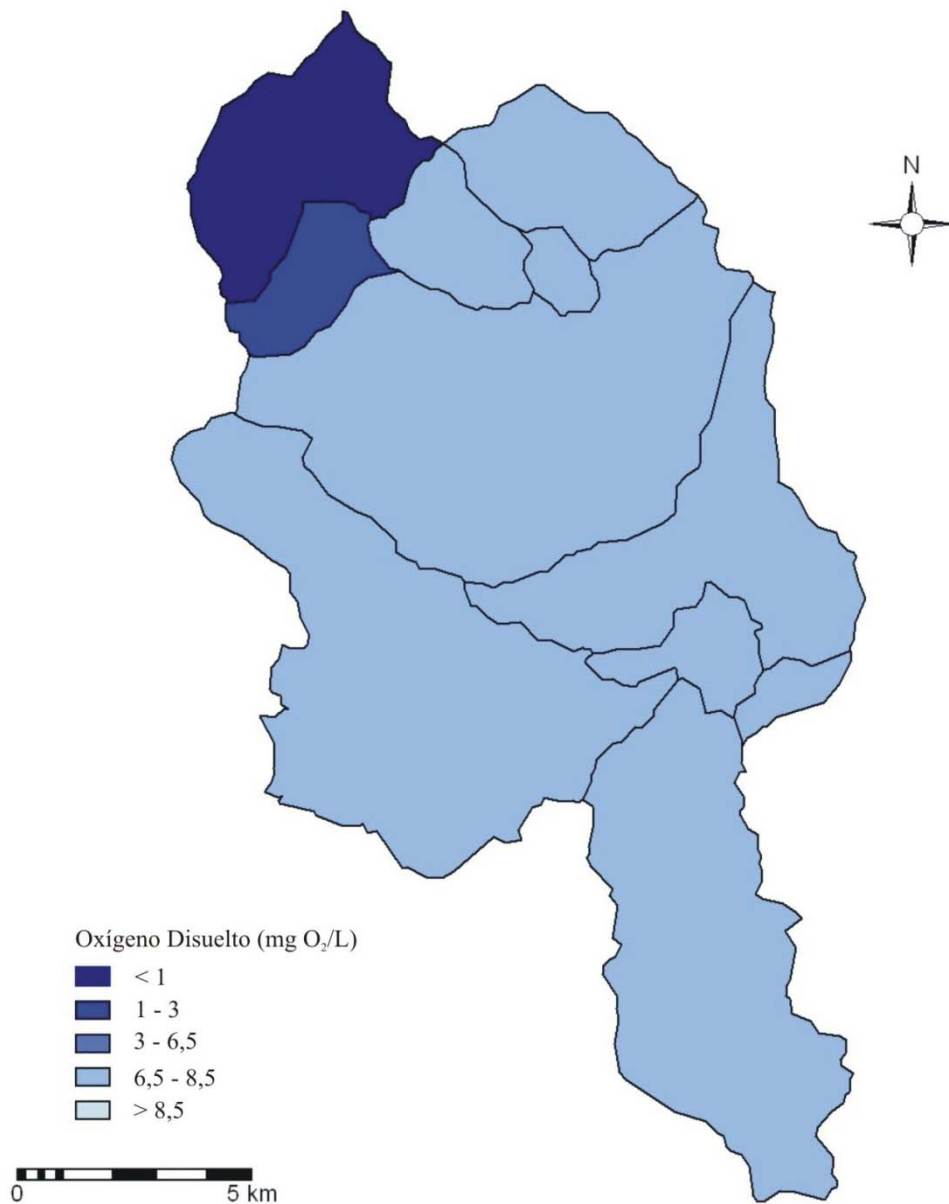 N
Oxígeno Disuelto (mg O₂/L)
< 1
1 - 3
3 - 6,5
6,5 - 8,5
> 8,5
0 5 km